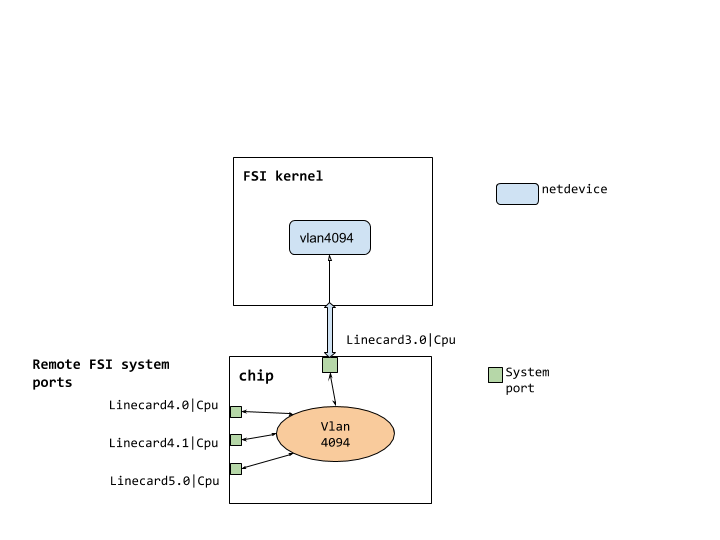 FSI kernel
netdevice
vlan4094
Linecard3.0|Cpu
Remote FSI system
ports
chip
System
port
Linecard4.0|Cpu
Vlan
4094
Linecard4.1|Cpu
Linecard5.0|Cpu